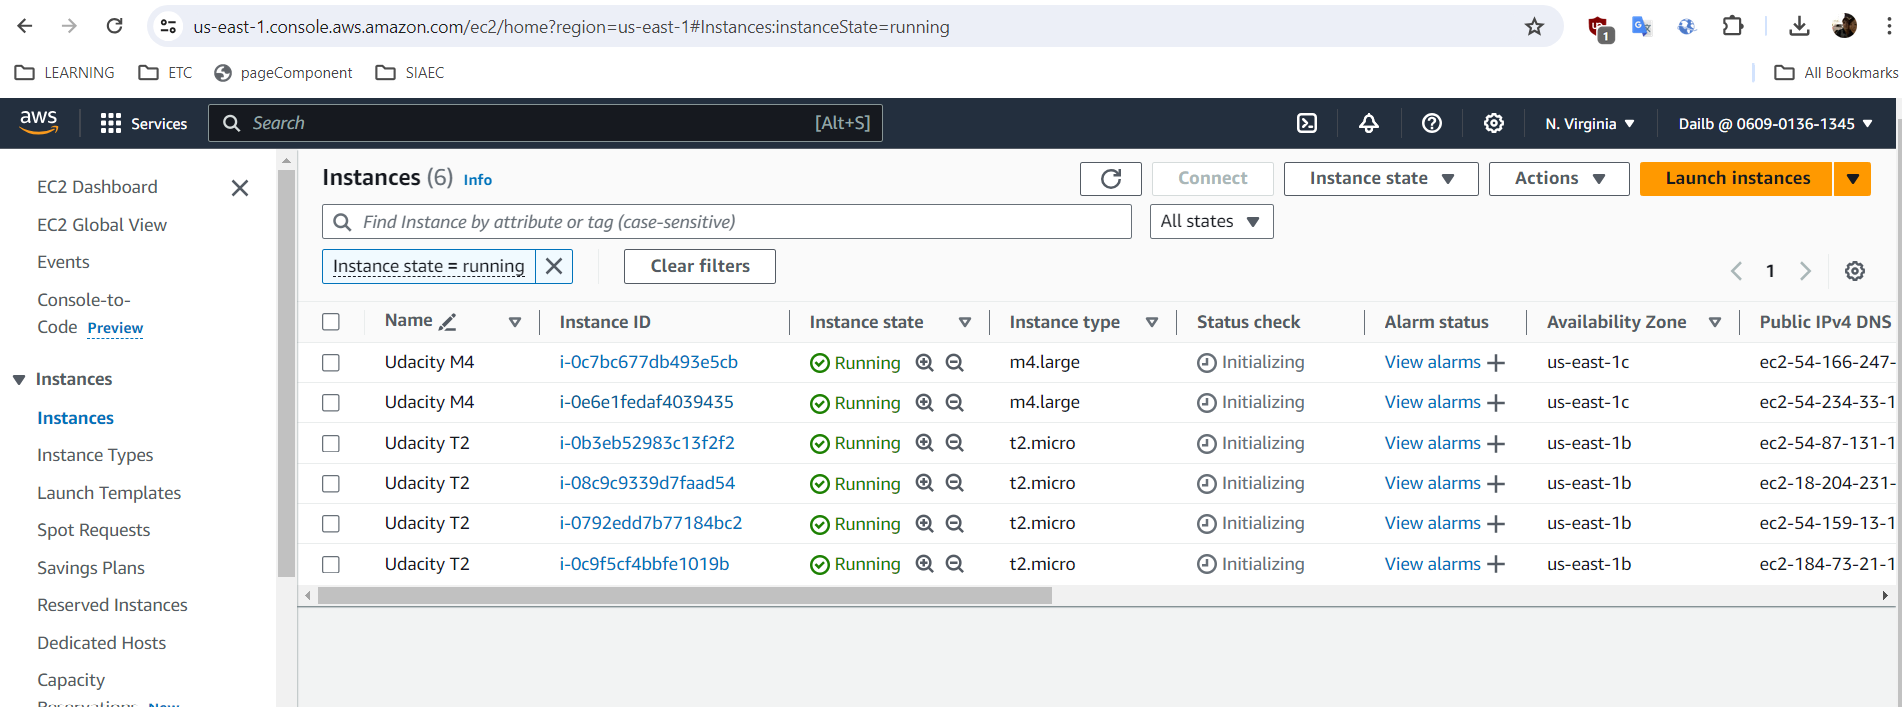 us-east-1.console.aws.amazon.com/ec2/home?region=us-east-1#Instances:instanceState=running
1
LEARNING ETC pageComponent SIAEC All Bookmarks
aws Services Search [Alt+S] N. Virginia Dailb @ 0609-0136-1345
EC2 Dashboard
EC2 Global View
Events
Console-to-
Code Preview
Instances
Instances
Instance Types
Launch Templates
Spot Requests
Savings Plans
Reserved Instances
Dedicated Hosts
Capacity
Reservations New
Instances (6) Info Connect Instance state Actions Launch instances
Find Instance by attribute or tag (case-sensitive) All states
Instance state = running Clear filters 1
Name Instance ID Instance state Instance type Status check Alarm status Availability Zone Public IPv4 DNS
Udacity M4 i-0c7bc677db493e5cb Running m4.large Initializing View alarms us-east-1c ec2-54-166-247-
Udacity M4 i-0e6e1fedaf4039435 Running m4.large Initializing View alarms us-east-1c ec2-54-234-33-1
Udacity T2 i-0b3eb52983c13f2f2 Running t2.micro Initializing View alarms us-east-1b ec2-54-87-131-1
Udacity T2 i-08c9c9339d7faad54 Running t2.micro Initializing View alarms us-east-1b ec2-18-204-231-
Udacity T2 i-0792edd7b77184bc2 Running t2.micro Initializing View alarms us-east-1b ec2-54-159-13-1
Udacity T2 i-0c9f5cf4bbfe1019b Running t2.micro Initializing View alarms us-east-1b ec2-184-73-21-1